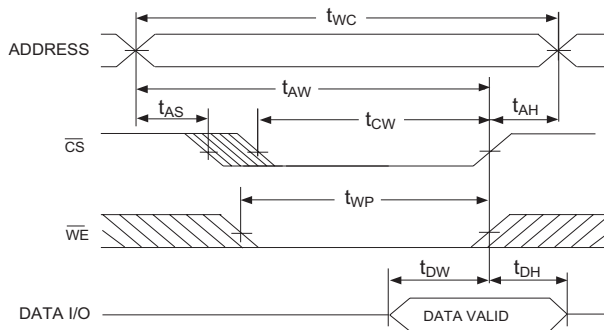 tWC
ADDRESS
tAW
tAS
tCW
tAH
CS
tWP
WE
tDW
tDH
DATA I/O
DATA VALID